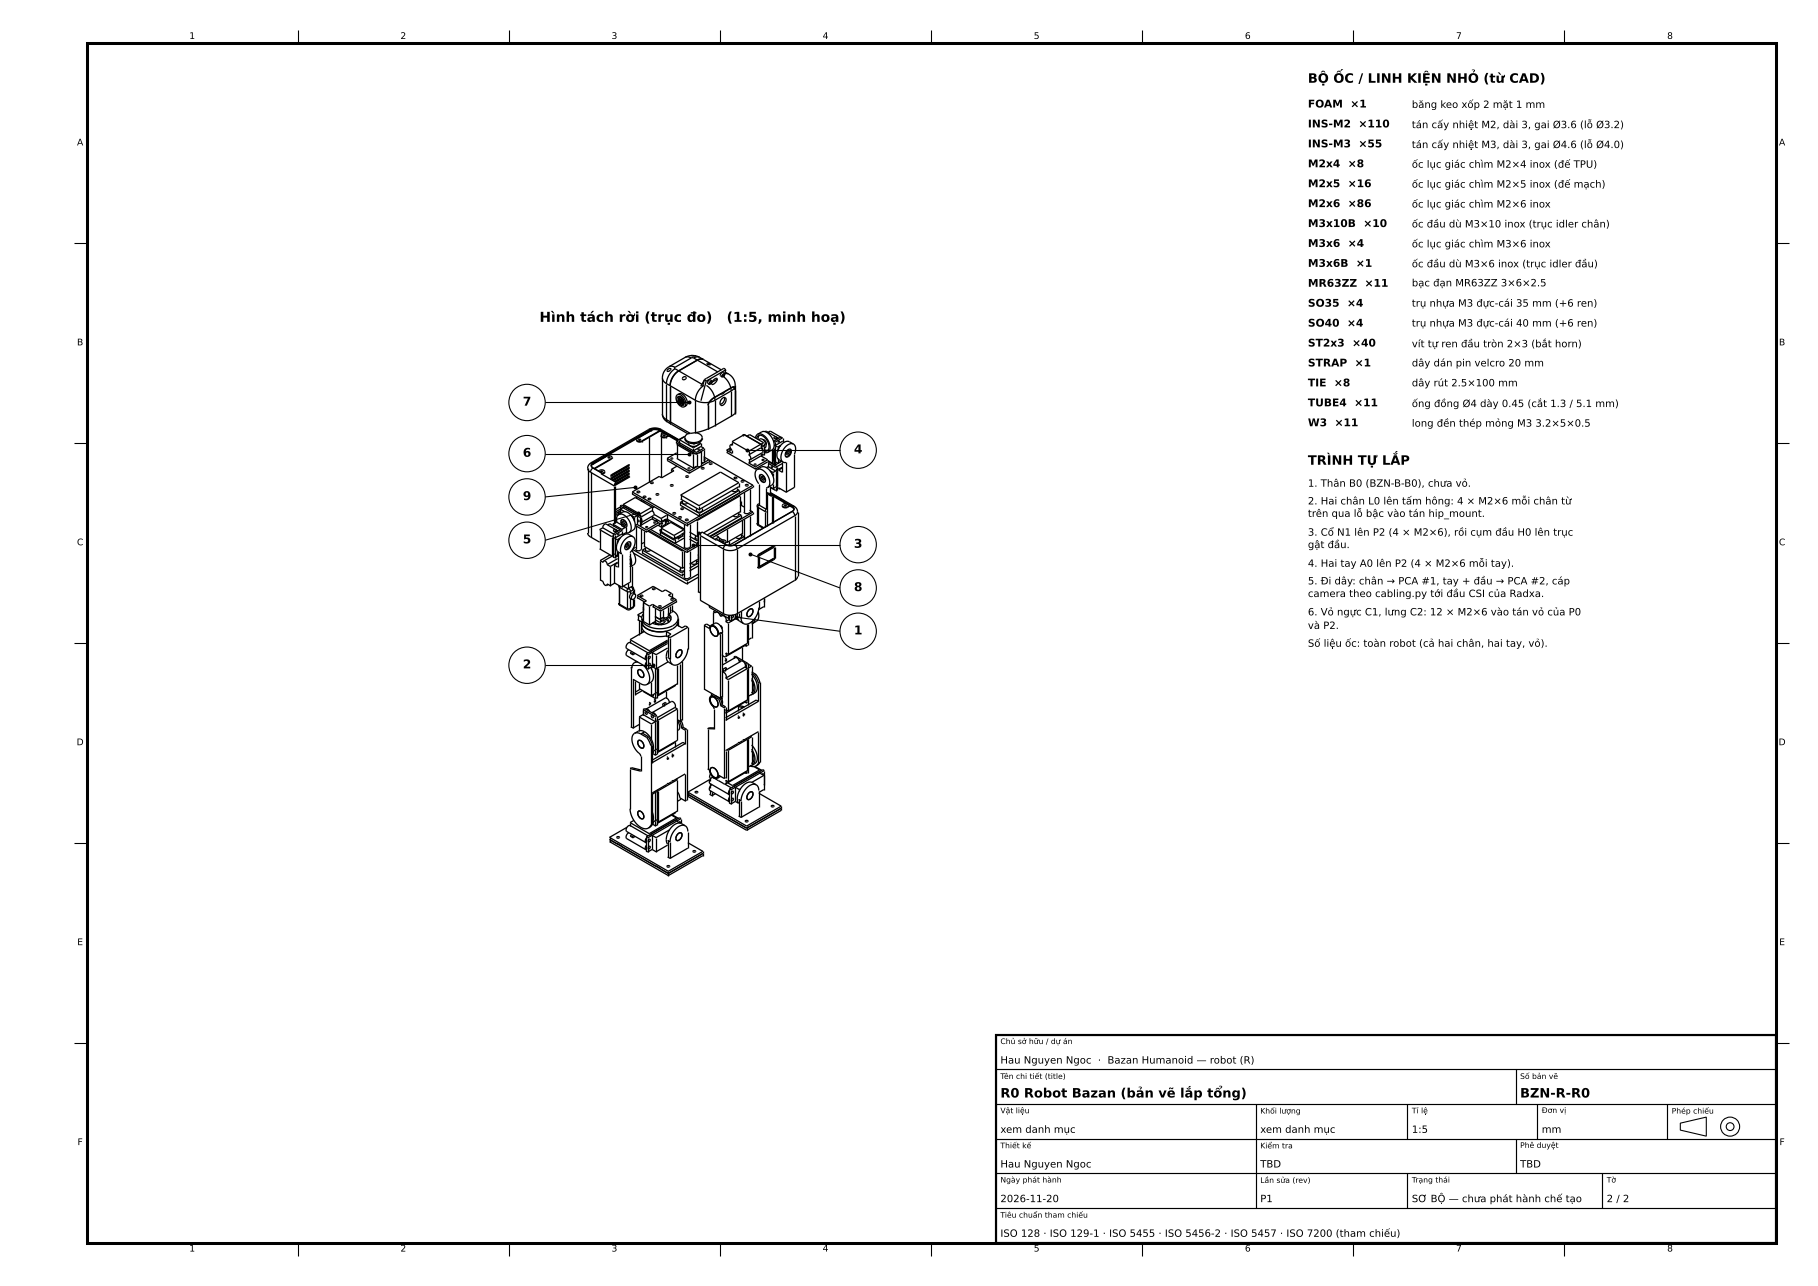 1 2 3 4 5 6 7 8
BỘ ỐC / LINH KIỆN NHỎ (từ CAD)
FOAM ×1 băng keo xốp 2 mặt 1 mm
INS-M2 ×110 tán cấy nhiệt M2, dài 3, gai Ø3.6 (lỗ Ø3.2)
INS-M3 ×55 tán cấy nhiệt M3, dài 3, gai Ø4.6 (lỗ Ø4.0)
M2x4 ×8 ốc lục giác chìm M2×4 inox (đế TPU)
M2x5 ×16 ốc lục giác chìm M2×5 inox (đế mạch)
M2x6 ×86 ốc lục giác chìm M2×6 inox
M3x10B ×10 ốc đầu dù M3×10 inox (trục idler chân)
M3x6 ×4 ốc lục giác chìm M3×6 inox
M3x6B ×1 ốc đầu dù M3×6 inox (trục idler đầu)
MR63ZZ ×11 bạc đạn MR63ZZ 3×6×2.5
SO35 ×4 trụ nhựa M3 đực-cái 35 mm (+6 ren)
SO40 ×4 trụ nhựa M3 đực-cái 40 mm (+6 ren)
ST2x3 ×40 vít tự ren đầu tròn 2×3 (bắt horn)
STRAP ×1 dây dán pin velcro 20 mm
TIE ×8 dây rút 2.5×100 mm
TUBE4 ×11 ống đồng Ø4 dày 0.45 (cắt 1.3 / 5.1 mm)
W3 ×11 long đền thép mỏng M3 3.2×5×0.5
TRÌNH TỰ LẮP
1. Thân B0 (BZN-B-B0), chưa vỏ.
2. Hai chân L0 lên tấm hông: 4 × M2×6 mỗi chân từ
trên qua lỗ bậc vào tán hip_mount.
3. Cổ N1 lên P2 (4 × M2×6), rồi cụm đầu H0 lên trục
gật đầu.
4. Hai tay A0 lên P2 (4 × M2×6 mỗi tay).
5. Đi dây: chân → PCA #1, tay + đầu → PCA #2, cáp
camera theo cabling.py tới đầu CSI của Radxa.
6. Vỏ ngực C1, lưng C2: 12 × M2×6 vào tán vỏ của P0
và P2.
Số liệu ốc: toàn robot (cả hai chân, hai tay, vỏ).
Hình tách rời (trục đo) (1:5, minh hoạ)
7
6 4
9
5 3
8
1
2
A A
B B
C C
D D
E E
F F
Chủ sở hữu / dự án
Hau Nguyen Ngoc · Bazan Humanoid — robot (R)
Tên chi tiết (title) Số bản vẽ
R0 Robot Bazan (bản vẽ lắp tổng) BZN-R-R0
Vật liệu Khối lượng Tỉ lệ Đơn vị Phép chiếu
xem danh mục xem danh mục 1:5 mm
Thiết kế Kiểm tra Phê duyệt
Hau Nguyen Ngoc TBD TBD
Ngày phát hành Lần sửa (rev) Trạng thái Tờ
2026-11-20 P1 SƠ BỘ — chưa phát hành chế tạo 2 / 2
Tiêu chuẩn tham chiếu
ISO 128 · ISO 129-1 · ISO 5455 · ISO 5456-2 · ISO 5457 · ISO 7200 (tham chiếu)
1 2 3 4 5 6 7 8